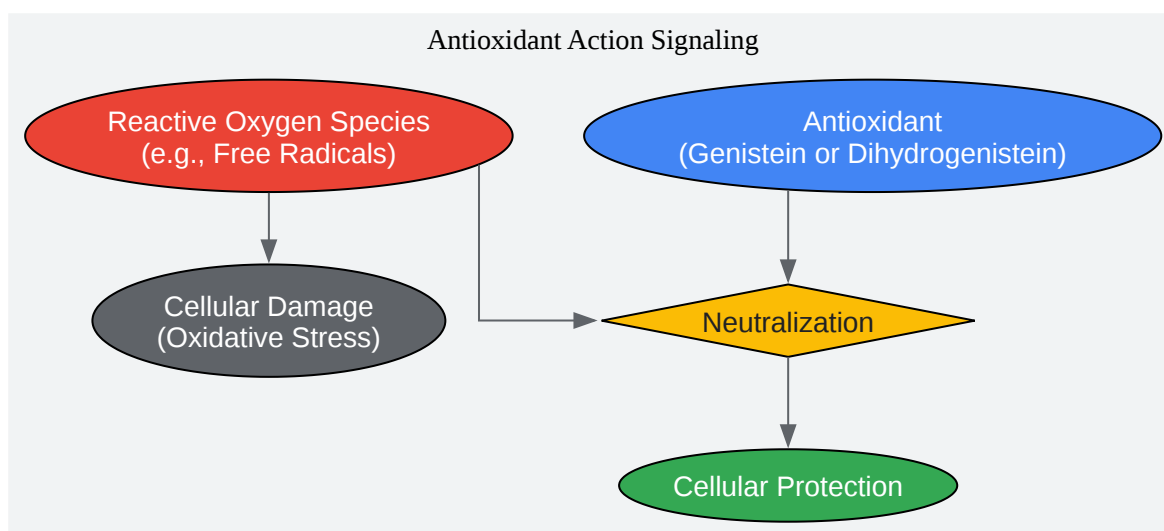 Antioxidant Action Signaling
Reactive Oxygen Species
(e.g., Free Radicals)
Antioxidant
(Genistein or Dihydrogenistein)
Cellular Damage
(Oxidative Stress)
Neutralization
Cellular Protection